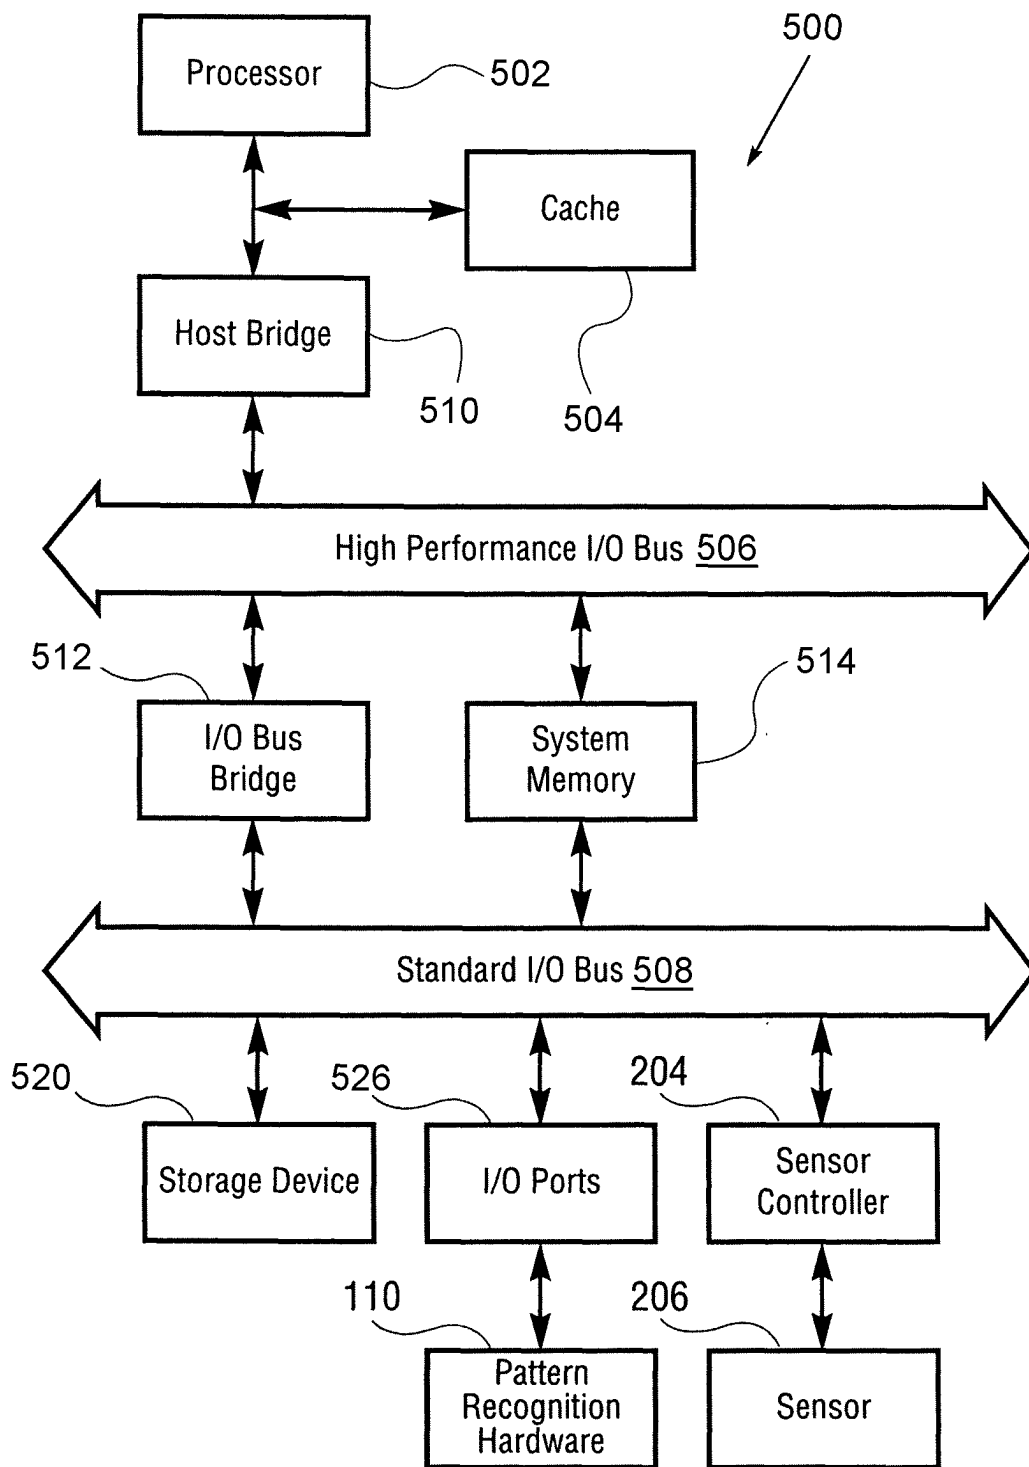 500
Processor
502
Cache
Host Bridge
510
504
High Performance I/O Bus 506
512
514
I/O Bus
Bridge
System
Memory
Standard I/O Bus 508
520
526
204
Storage Device
I/O Ports
Sensor
Controller
110
206
Pattern
Recognition
Hardware
Sensor